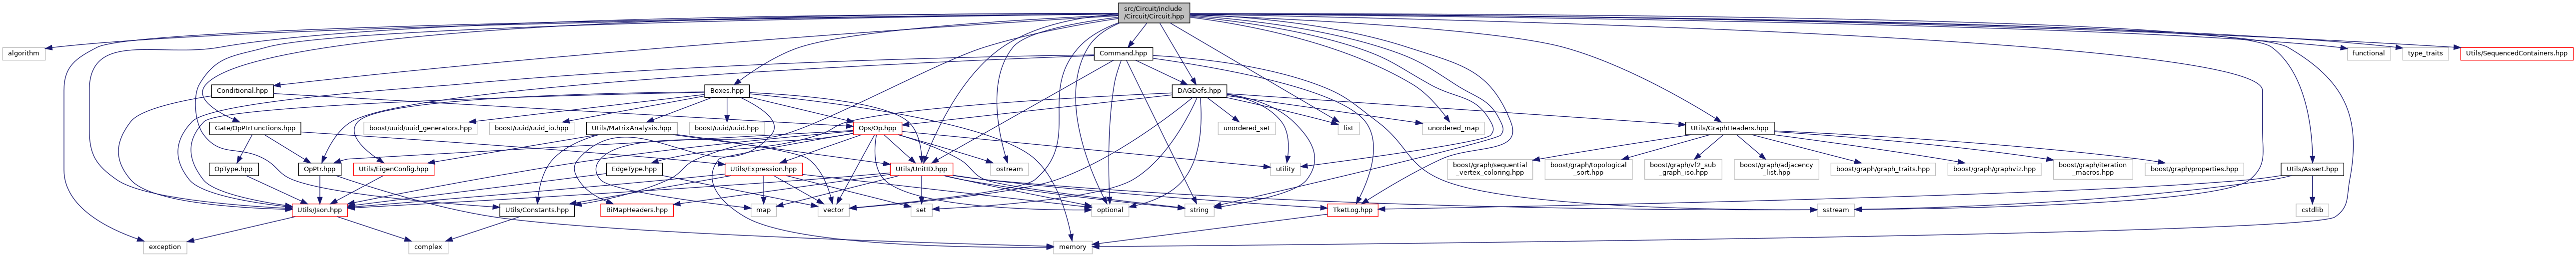 src/Circuit/include
/Circuit/Circuit.hpp
algorithm
Command.hpp
functional
type_traits
Utils/SequencedContainers.hpp
Conditional.hpp
Boxes.hpp
DAGDefs.hpp
Gate/OpPtrFunctions.hpp
boost/uuid/uuid_generators.hpp
boost/uuid/uuid_io.hpp
Utils/MatrixAnalysis.hpp
boost/uuid/uuid.hpp
Ops/Op.hpp
unordered_set
list
unordered_map
Utils/GraphHeaders.hpp
OpType.hpp
OpPtr.hpp
Utils/EigenConfig.hpp
EdgeType.hpp
Utils/Expression.hpp
Utils/UnitID.hpp
ostream
utility
boost/graph/sequential
_vertex_coloring.hpp
boost/graph/topological
_sort.hpp
boost/graph/vf2_sub
_graph_iso.hpp
boost/graph/adjacency
_list.hpp
boost/graph/graph_traits.hpp
boost/graph/graphviz.hpp
boost/graph/iteration
_macros.hpp
boost/graph/properties.hpp
Utils/Assert.hpp
Utils/Json.hpp
Utils/Constants.hpp
BiMapHeaders.hpp
map
vector
set
optional
string
TketLog.hpp
sstream
cstdlib
exception
complex
memory